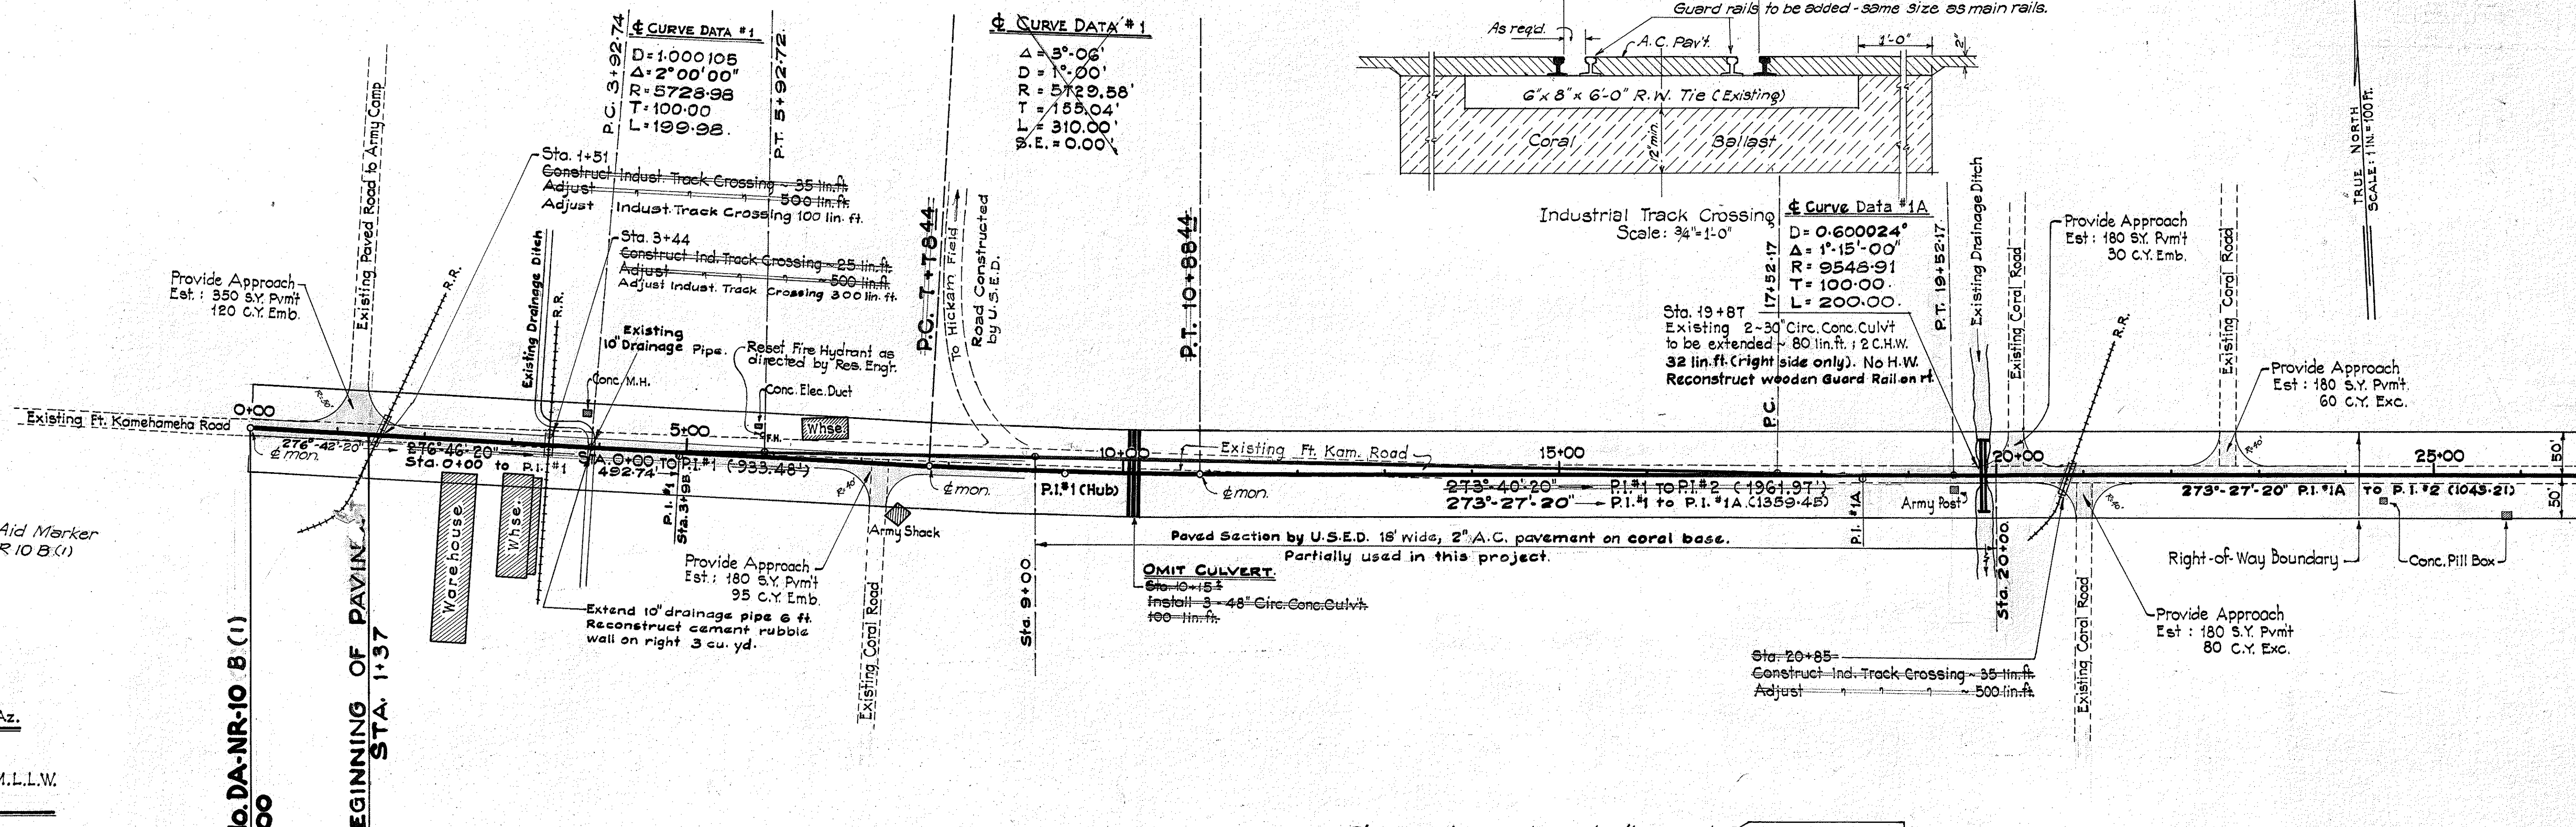 P.C. 3+92.74
₵ CURVE DATA #1
D=1.000105
Δ=2°00'00"
R=5728.98
T=100.00
L=199.98.
P.T. 5+92.72.
₵ CURVE DATA #1
Δ = 3°-06'
D = 1°-00'
R = 5729.58'
T = 155.04'
L = 310.00'
S.E. = 0.00'
Guard rails to be added - same size as main rails.
As req'd.
A.C. Pav't.
1'-0"
2"
6"x 8"x 6'-0" R.W. Tie (Existing)
Coral Ballast
12"min.
Industrial Track Crossing
Scale: ¾"=1'-0"
TRUE NORTH
SCALE: 1 IN.=100 FT.
Existing Paved Road to Army Camp
Sta. 1+51
Construct Indust. Track Crossing ~ 35 lin.ft.
Adjust " " " 500 lin.ft.
Adjust Indust. Track Crossing 100 lin. ft.
Sta. 3+44
Construct Ind. Track Crossing ~25 lin.ft.
Adjust " " " ~500 lin.ft.
Adjust Indust. Track Crossing 300 lin. ft.
Provide Approach
Est.: 350 S.Y. Pvm't
120 C.Y. Emb.
R.R.
Existing Drainage Ditch
R.R.
Existing
10" Drainage Pipe.
Conc. M.H.
Reset Fire Hydrant as
directed by Res. Engr.
Conc. Elec. Duct
F.H.
Whse.
P.C. 7+78.44
To Hickam Field
Road Constructed
by U.S.E.D.
P.T. 10+88.44
₵ Curve Data #1A
D= 0.600024°
Δ= 1°-15'-00"
R= 9548.91
T= 100.00.
L= 200.00.
P.C. 17+52.17
P.T. 19+52.17
Existing Drainage Ditch
Sta. 19+87
Existing 2~30"Circ. Conc. Culv't
to be extended ~ 80 lin.ft.; 2 C.H.W.
32 lin.ft. (right side only). No H.W.
Reconstruct wooden Guard Rail on rt.
Existing Coral Road
Provide Approach
Est: 180 S.Y. Pvm't
30 C.Y. Emb.
R.R.
Existing Coral Road
Provide Approach
Est: 180 S.Y. Pvm't.
60 C.Y. Exc.
Existing Ft. Kamehameha Road
0+00
R=50'
5+00
10+00
Existing Ft. Kam. Road
15+00
20+00
R=40'
25+00
50'
50'
276°-42'-20"
276°-46'-20"
₵ mon.
Sta. 0+00 to P.I. #1
STA. 0+00 TO P.I. #1 (933.48')
492.74'
P.I. #1
Sta. 3+98
R=40'
₵ mon.
P.I. #1 (Hub)
₵ mon.
273°-40'-20" P.I. #1 TO P.I. #2 (1961.97')
273°-27'-20" P.I. #1 to P.I. #1A. (1359.45)
P.I. #1A
Army Post
R=40'
273°-27'-20" P.I. #1A TO P.I. #2 (1043.21)
Warehouse
Whse.
Army Shack
Aid Marker
R 10 B (1)
Paved Section by U.S.E.D. 18' wide, 2" A.C. pavement on coral base.
Partially used in this project.
Right-of-Way Boundary
Conc. Pill Box
Provide Approach
Est.: 180 S.Y. Pvm't
95 C.Y. Emb.
OMIT CULVERT.
Sta. 10+15±
Install 3-48" Circ. Conc. Culv't.
100 lin. ft.
Sta. 9+00
Sta. 20+00
Extend 10" drainage pipe 6 ft.
Reconstruct cement rubble
wall on right 3 cu. yd.
Existing Coral Road
Provide Approach
Est: 180 S.Y. Pvm't
80 C.Y. Exc.
Existing Coral Road
Sta. 20+85
Construct Ind. Track Crossing ~ 35 lin.ft.
Adjust " " " ~ 500 lin.ft.
No. DA-NR-10 B (1)
00
BEGINNING OF PAVIN
STA. 1+37
Az.
M.L.L.W.